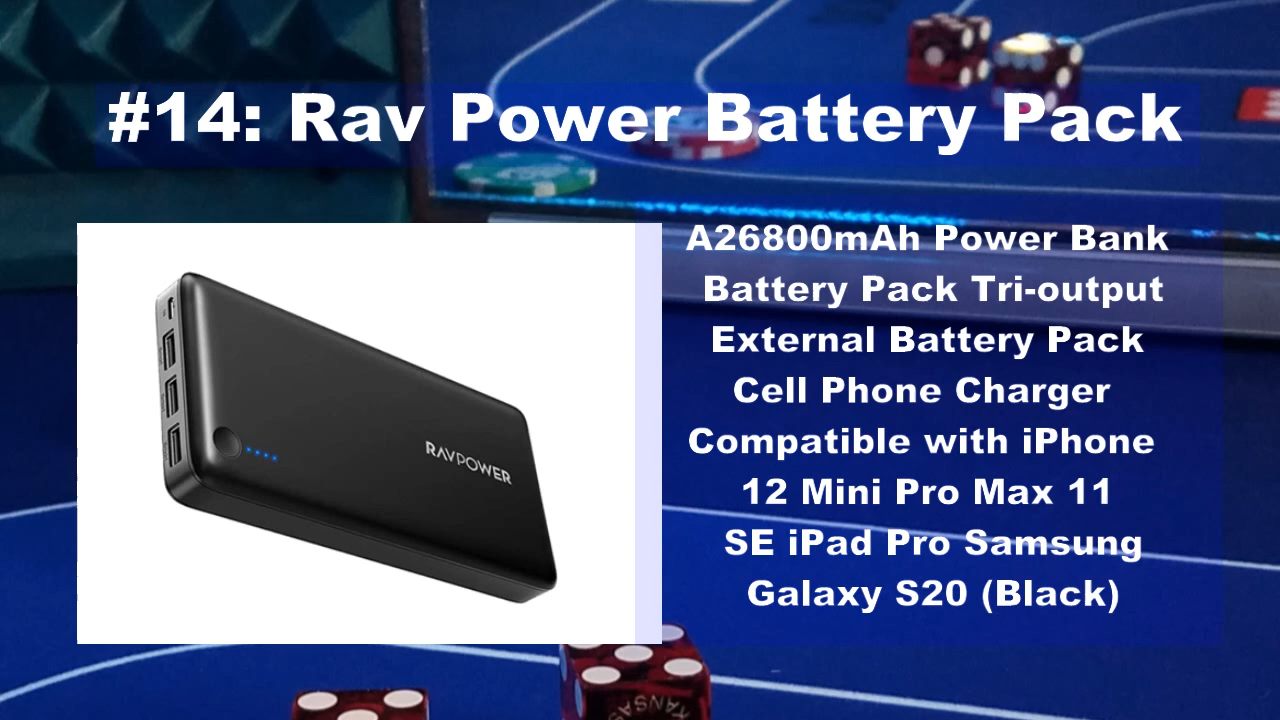 #14: Rav Power Battery Pack
A26800mAh Power Bank
Battery Pack Tri-output
External Battery Pack
Cell Phone Charger
Compatible with iPhone
12 Mini Pro Max 11
SE iPad Pro Samsung
Galaxy S20 (Black)
RAVPOWER